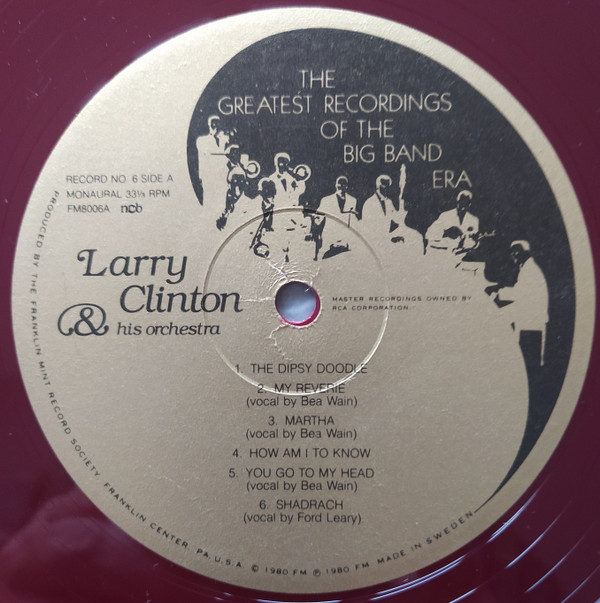 THE
GREATEST RECORDINGS
OF THE
BIG BAND
ERA
RECORD NO. 6 SIDE A
MONAURAL 33⅓ RPM
FM8006A ncb
Larry
Clinton
& his orchestra
MASTER RECORDINGS OWNED BY
RCA CORPORATION.
1. THE DIPSY DOODLE
2. MY REVERIE
(vocal by Bea Wain)
3. MARTHA
(vocal by Bea Wain)
4. HOW AM I TO KNOW
5. YOU GO TO MY HEAD
(vocal by Bea Wain)
6. SHADRACH
(vocal by Ford Leary)
PRODUCED BY THE FRANKLIN MINT RECORD SOCIETY, FRANKLIN CENTER, PA. U.S.A. © 1980 FM ℗ 1980 FM MADE IN SWEDEN